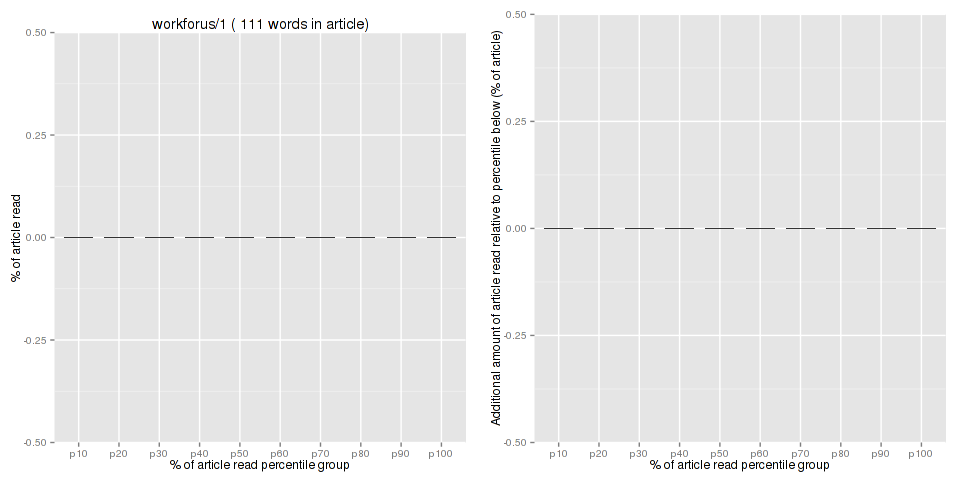 workforus/1 ( 111 words in article)
% of article read
0.50
0.25
0.00
-0.25
-0.50
p10 p20 p30 p40 p50 p60 p70 p80 p90 p100
% of article read percentile group
Additional amount of article read relative to percentile below (% of article)
0.50
0.25
0.00
-0.25
-0.50
p10 p20 p30 p40 p50 p60 p70 p80 p90 p100
% of article read percentile group